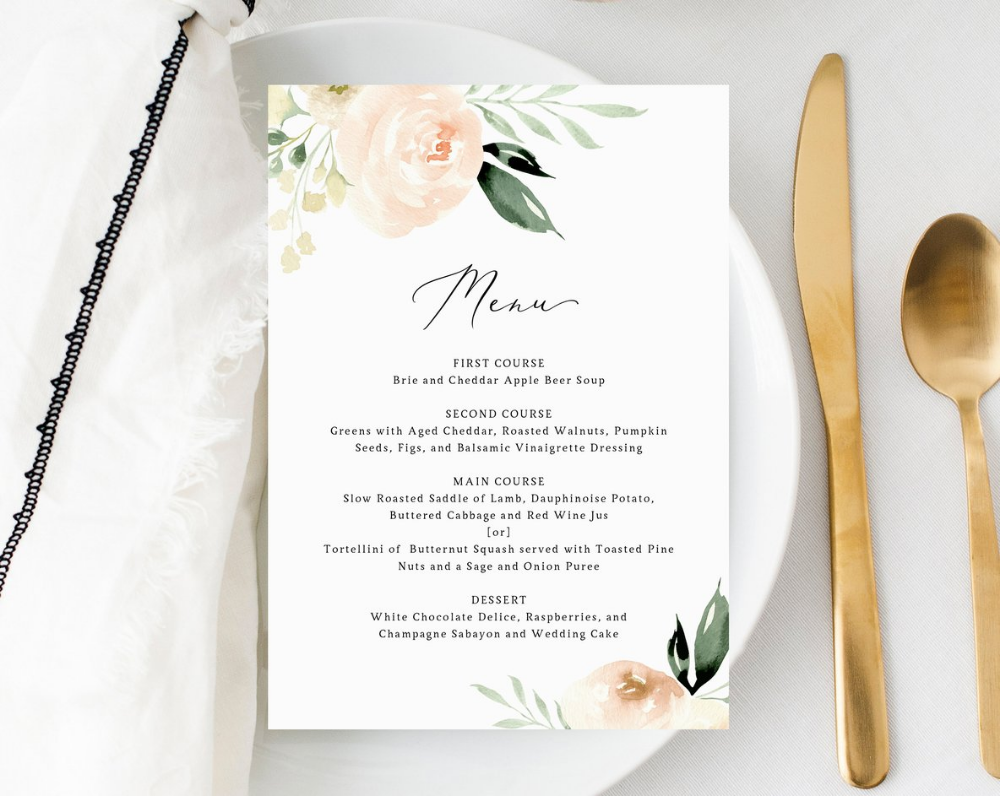 Menu
FIRST COURSE
Brie and Cheddar Apple Beer Soup
SECOND COURSE
Greens with Aged Cheddar, Roasted Walnuts, Pumpkin
Seeds, Figs, and Balsamic Vinaigrette Dressing
MAIN COURSE
Slow Roasted Saddle of Lamb, Dauphinoise Potato,
Buttered Cabbage and Red Wine Jus
[or]
Tortellini of  Butternut Squash served with Toasted Pine
Nuts and a Sage and Onion Puree
DESSERT
White Chocolate Delice, Raspberries, and
Champagne Sabayon and Wedding Cake